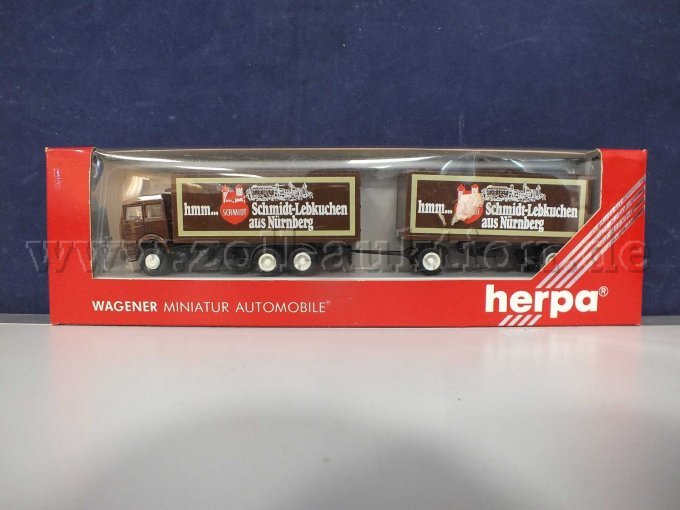 hmm... SCHMIDT Schmidt-Lebkuchen
aus Nürnberg
hmm... Schmidt-Lebkuchen
aus Nürnberg
© www.zollauktion.de
WAGENER MINIATUR AUTOMOBILE®
herpa®